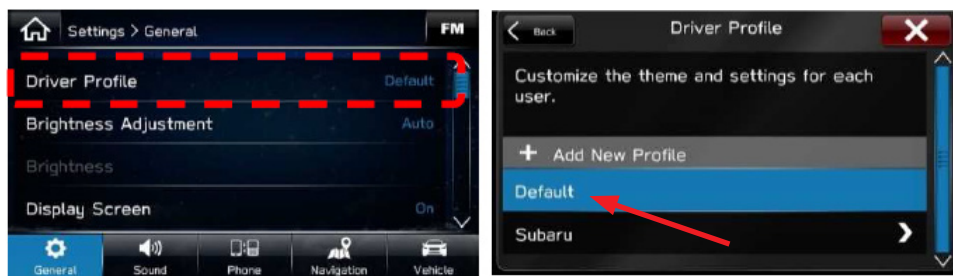 Settings > General
FM
Driver Profile
Default
Brightness Adjustment
Auto
Brightness
Display Screen
On
General
Sound
Phone
Navigation
Vehicle
Back
Driver Profile
Customize the theme and settings for each
user.
+ Add New Profile
Default
Subaru